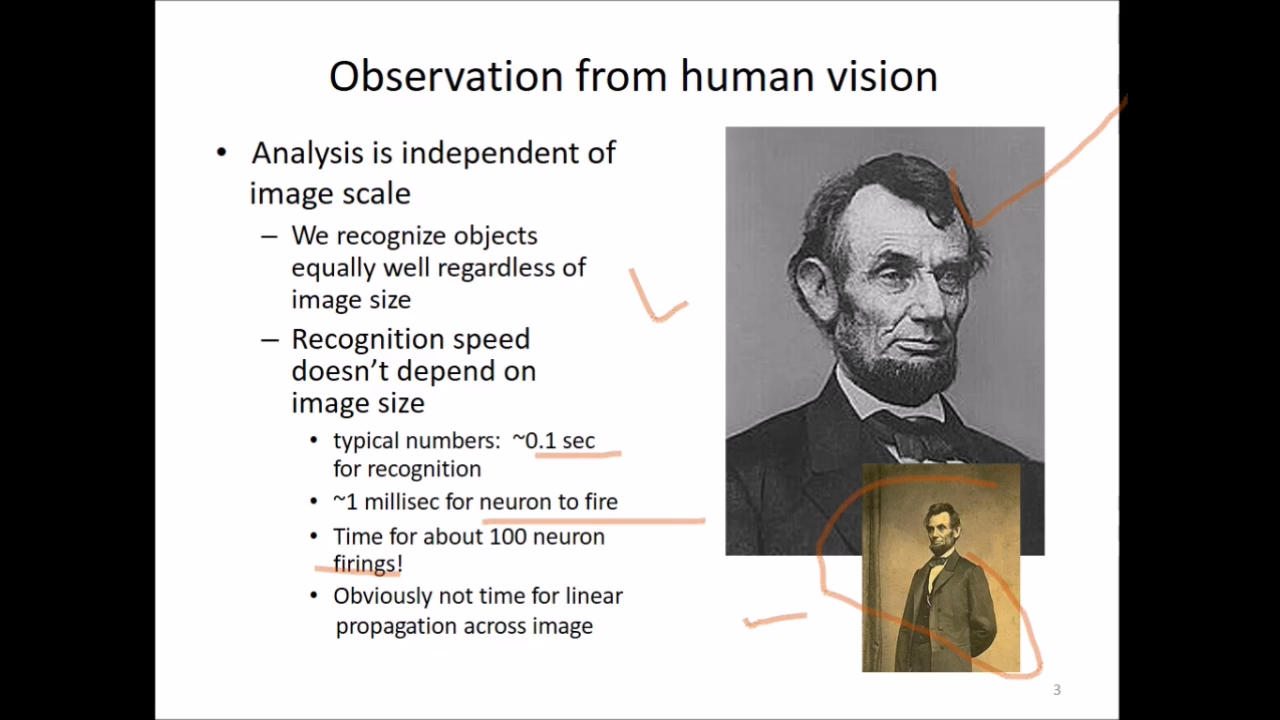 Observation from human vision
• Analysis is independent of
image scale
– We recognize objects
equally well regardless of
image size
– Recognition speed
doesn’t depend on
image size
• typical numbers: ~0.1 sec
for recognition
• ~1 millisec for neuron to fire
• Time for about 100 neuron
firings!
• Obviously not time for linear
propagation across image
3